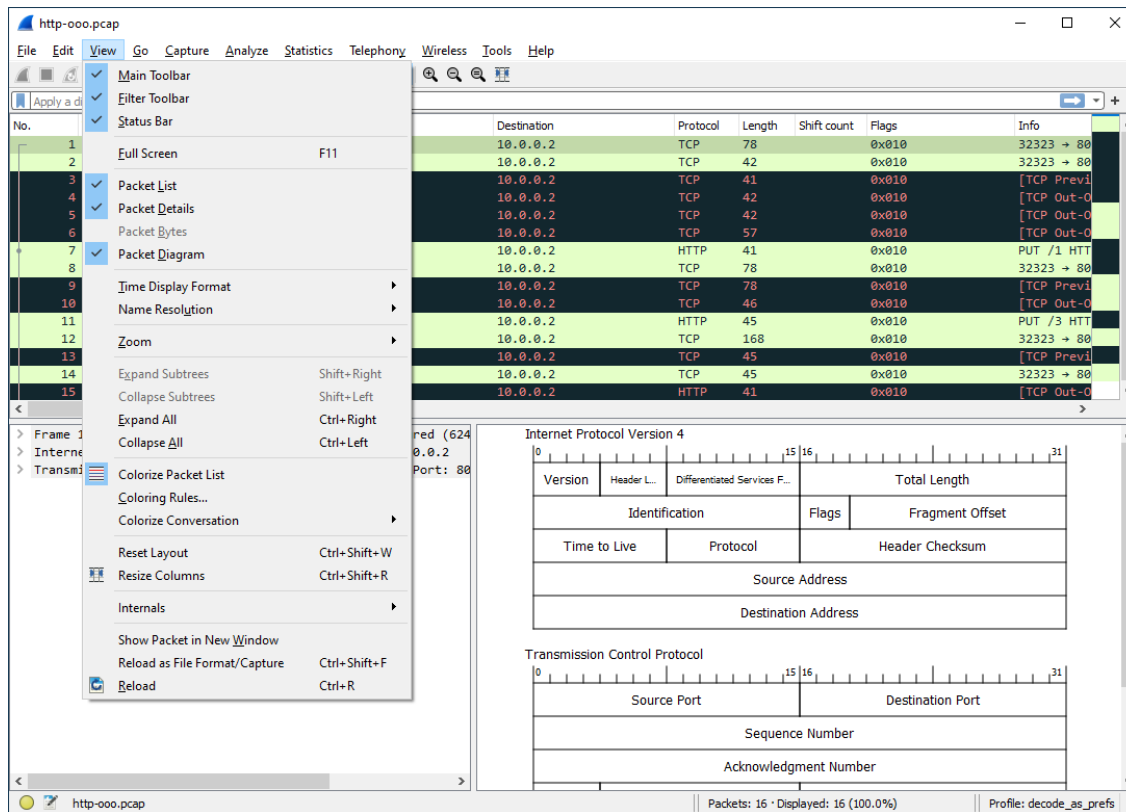 http-ooo.pcap
File Edit View Go Capture Analyze Statistics Telephony Wireless Tools Help
Apply a di
Main Toolbar
Filter Toolbar
Status Bar
Full Screen F11
Packet List
Packet Details
Packet Bytes
Packet Diagram
Time Display Format
Name Resolution
Zoom
Expand Subtrees Shift+Right
Collapse Subtrees Shift+Left
Expand All Ctrl+Right
Collapse All Ctrl+Left
Colorize Packet List
Coloring Rules...
Colorize Conversation
Reset Layout Ctrl+Shift+W
Resize Columns Ctrl+Shift+R
Internals
Show Packet in New Window
Reload as File Format/Capture Ctrl+Shift+F
Reload Ctrl+R
No. Destination Protocol Length Shift count Flags Info
1 10.0.0.2 TCP 78 0x010 32323 → 80
2 10.0.0.2 TCP 42 0x010 32323 → 80
3 10.0.0.2 TCP 41 0x010 [TCP Previ
4 10.0.0.2 TCP 42 0x010 [TCP Out-O
5 10.0.0.2 TCP 42 0x010 [TCP Out-O
6 10.0.0.2 TCP 57 0x010 [TCP Out-O
7 10.0.0.2 HTTP 41 0x010 PUT /1 HTT
8 10.0.0.2 TCP 78 0x010 32323 → 80
9 10.0.0.2 TCP 78 0x010 [TCP Previ
10 10.0.0.2 TCP 46 0x010 [TCP Out-O
11 10.0.0.2 HTTP 45 0x010 PUT /3 HTT
12 10.0.0.2 TCP 168 0x010 32323 → 80
13 10.0.0.2 TCP 45 0x010 [TCP Previ
14 10.0.0.2 TCP 45 0x010 32323 → 80
15 10.0.0.2 HTTP 41 0x010 [TCP Out-O
Frame 1 red (624
Interne 0.0.2
Transmi Port: 80
Internet Protocol Version 4
0 15 16 31
Version Header L... Differentiated Services F... Total Length
Identification Flags Fragment Offset
Time to Live Protocol Header Checksum
Source Address
Destination Address
Transmission Control Protocol
0 15 16 31
Source Port Destination Port
Sequence Number
Acknowledgment Number
http-ooo.pcap Packets: 16 · Displayed: 16 (100.0%) Profile: decode_as_prefs